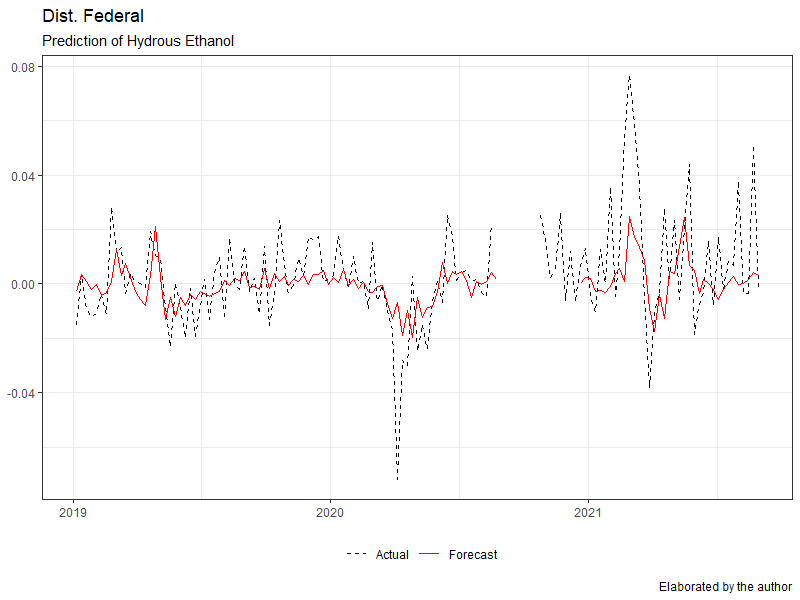 Dist. Federal
Prediction of Hydrous Ethanol
0.08
0.04
0.00
-0.04
2019 2020 2021
Actual Forecast
Elaborated by the author